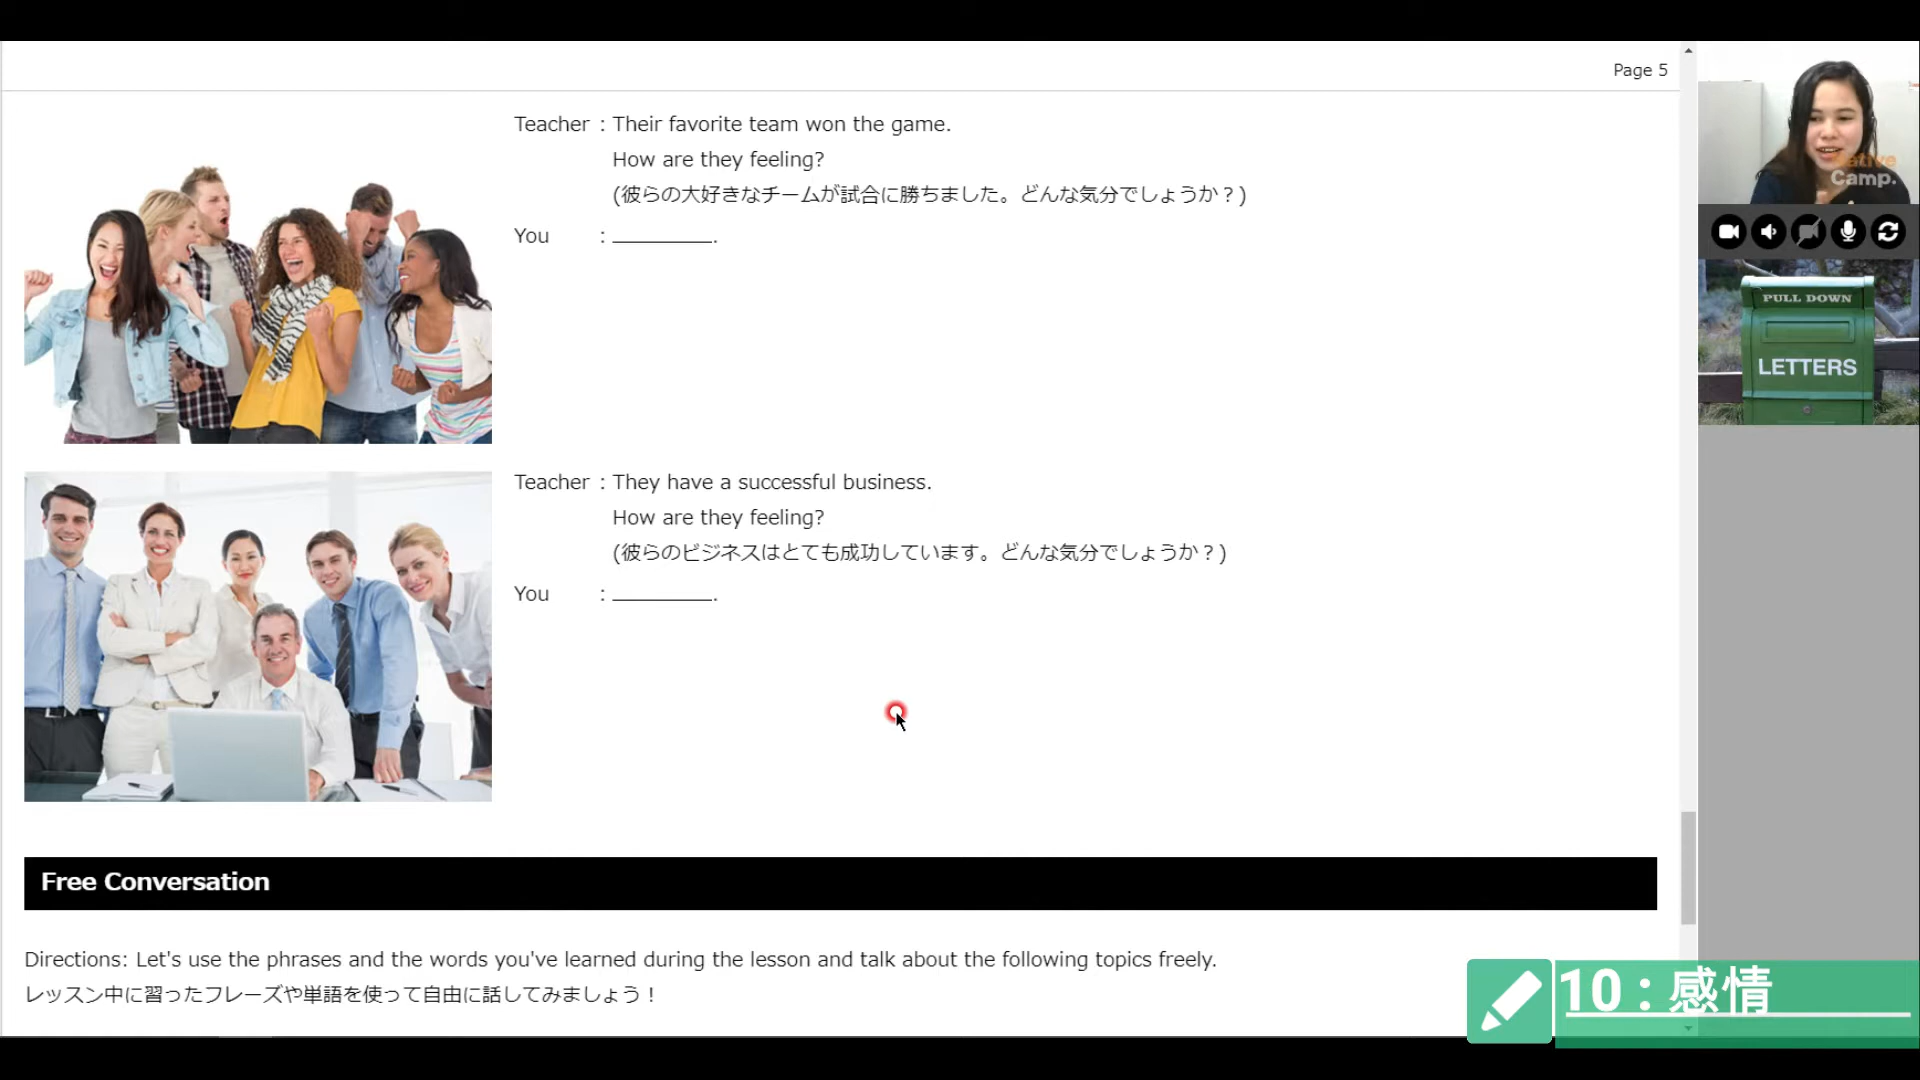 Page 5
Teacher : Their favorite team won the game.
How are they feeling?
(彼らの大好きなチームが試合に勝ちました。どんな気分でしょうか？)
You : __________.
Teacher : They have a successful business.
How are they feeling?
(彼らのビジネスはとても成功しています。どんな気分でしょうか？)
You : __________.
Free Conversation
Directions: Let's use the phrases and the words you've learned during the lesson and talk about the following topics freely.
レッスン中に習ったフレーズや単語を使って自由に話してみましょう！
Native
Camp.
PULL DOWN
LETTERS
10：感情